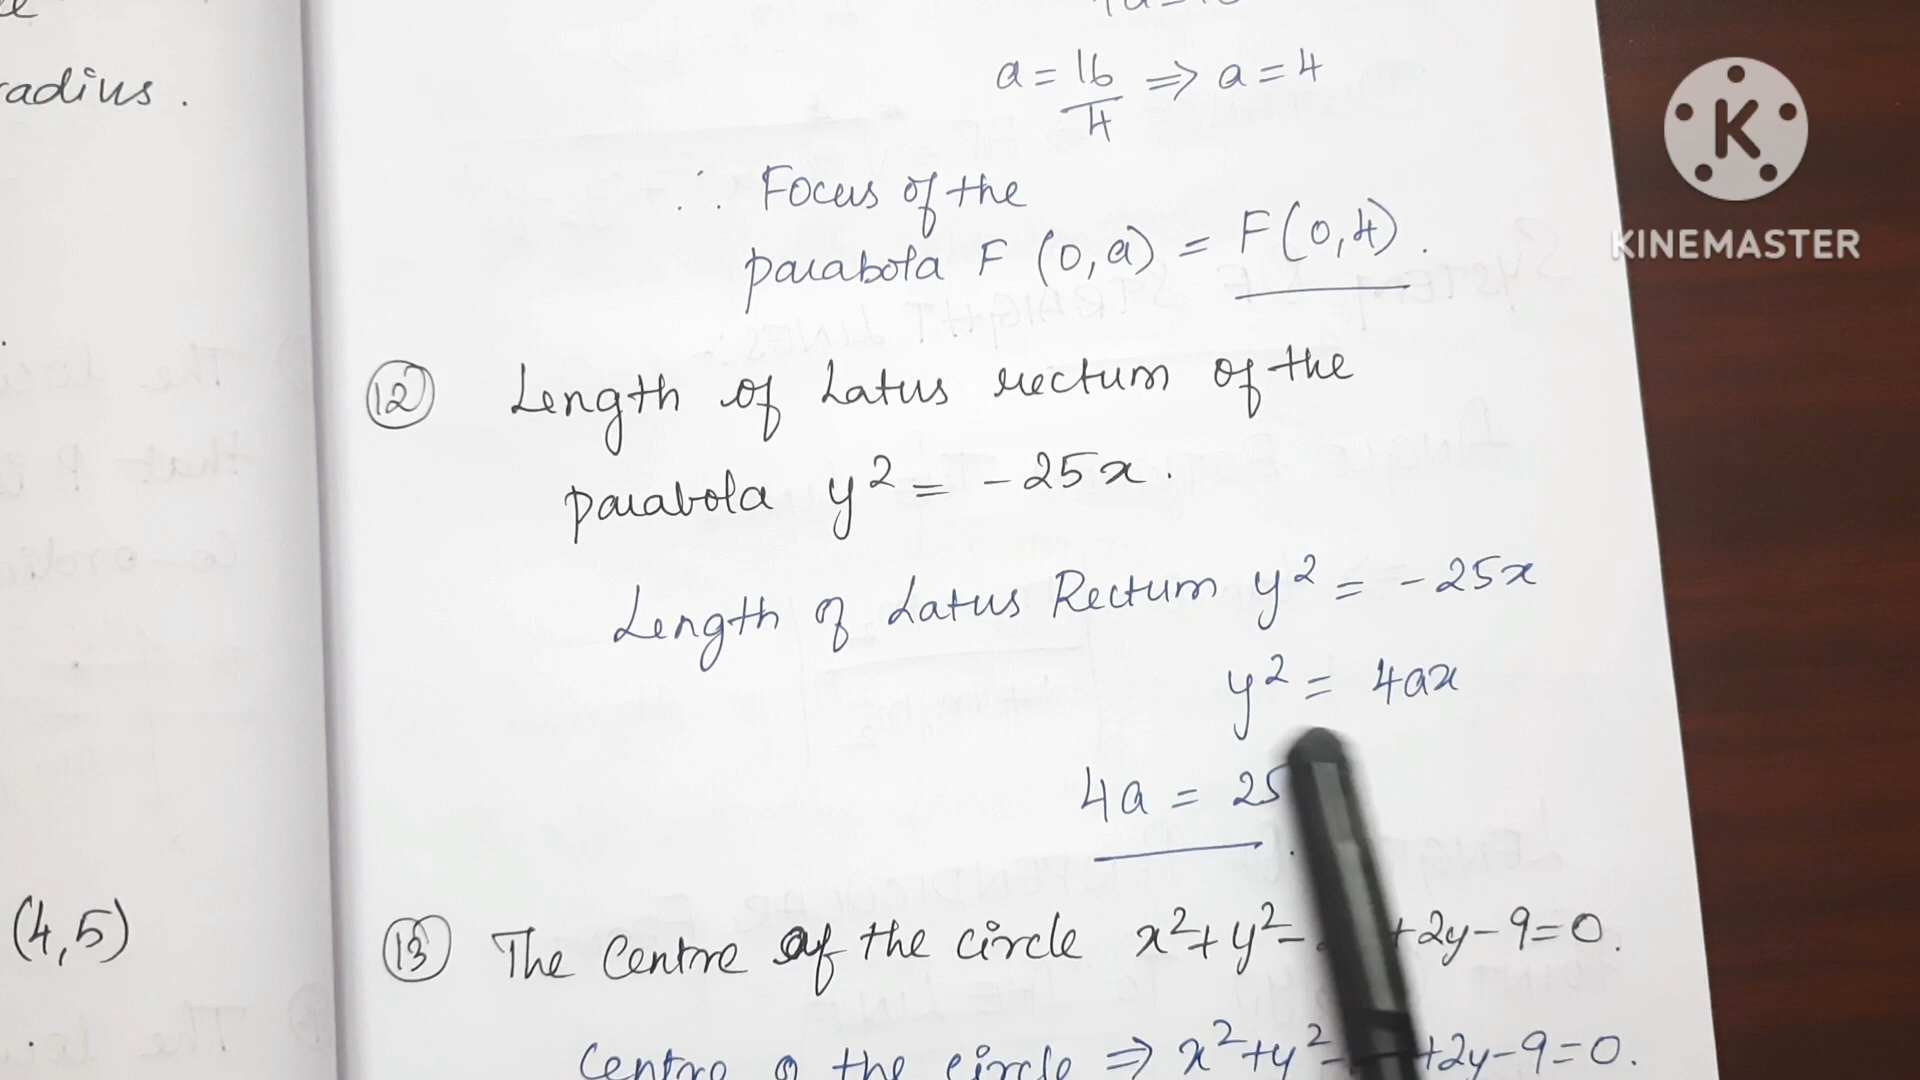 radius.
a = 16/4 ⇒ a = 4
∴ Focus of the
parabola F (0, a) = F(0,4).
KINEMASTER
12 Length of Latus rectum of the
parabola y² = -25x.
Length of Latus Rectum y² = -25x
y² = 4ax
4a = 25
(4,5)
13 The Centre of the circle x² + y² - + 2y - 9 = 0.
Centre of the circle ⇒ x² + y² - + 2y - 9 = 0.